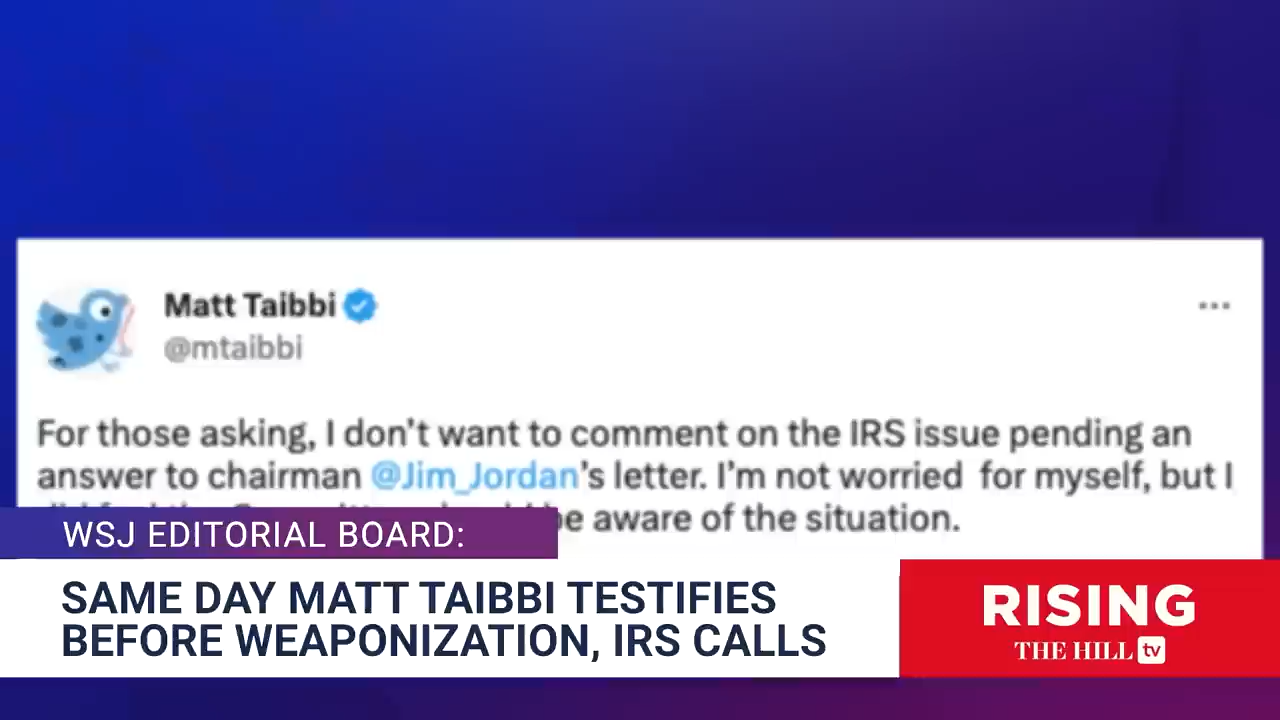 Matt Taibbi
@mtaibbi
For those asking, I don't want to comment on the IRS issue pending an
answer to chairman @Jim_Jordan's letter. I'm not worried for myself, but I
be aware of the situation.
WSJ EDITORIAL BOARD:
SAME DAY MATT TAIBBI TESTIFIES
BEFORE WEAPONIZATION, IRS CALLS
RISING
THE HILL tv